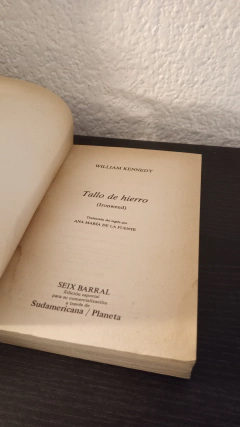 WILLIAM KENNEDY
Tallo de hierro
(Ironweed)
Traducción del inglés por
ANA MARÍA DE LA FUENTE
SEIX BARRAL
Edición especial
para su comercialización
a través de
Sudamericana / Planeta